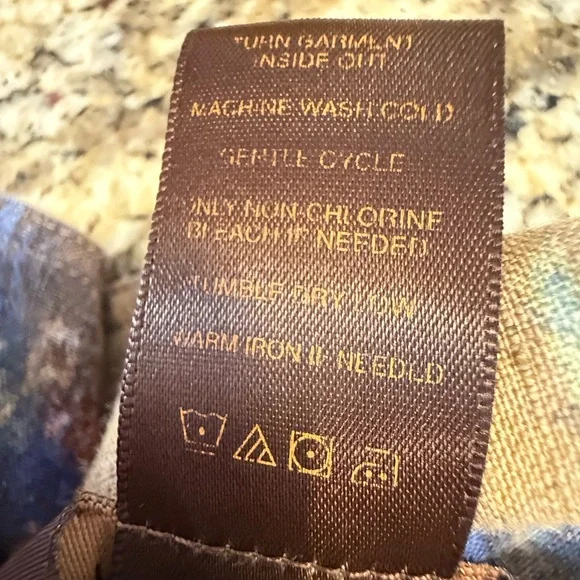 TURN GARMENT
INSIDE OUT
MACHINE WASH COLD
GENTLE CYCLE
ONLY NON-CHLORINE
BLEACH IF NEEDED
TUMBLE DRY LOW
WARM IRON IF NEEDED